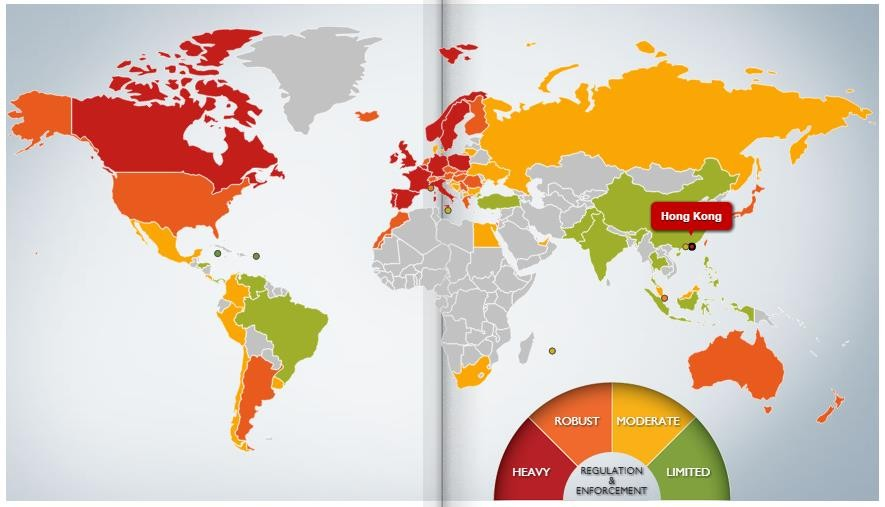 Hong Kong
ROBUST
MODERATE
HEAVY
REGULATION
&
ENFORCEMENT
LIMITED